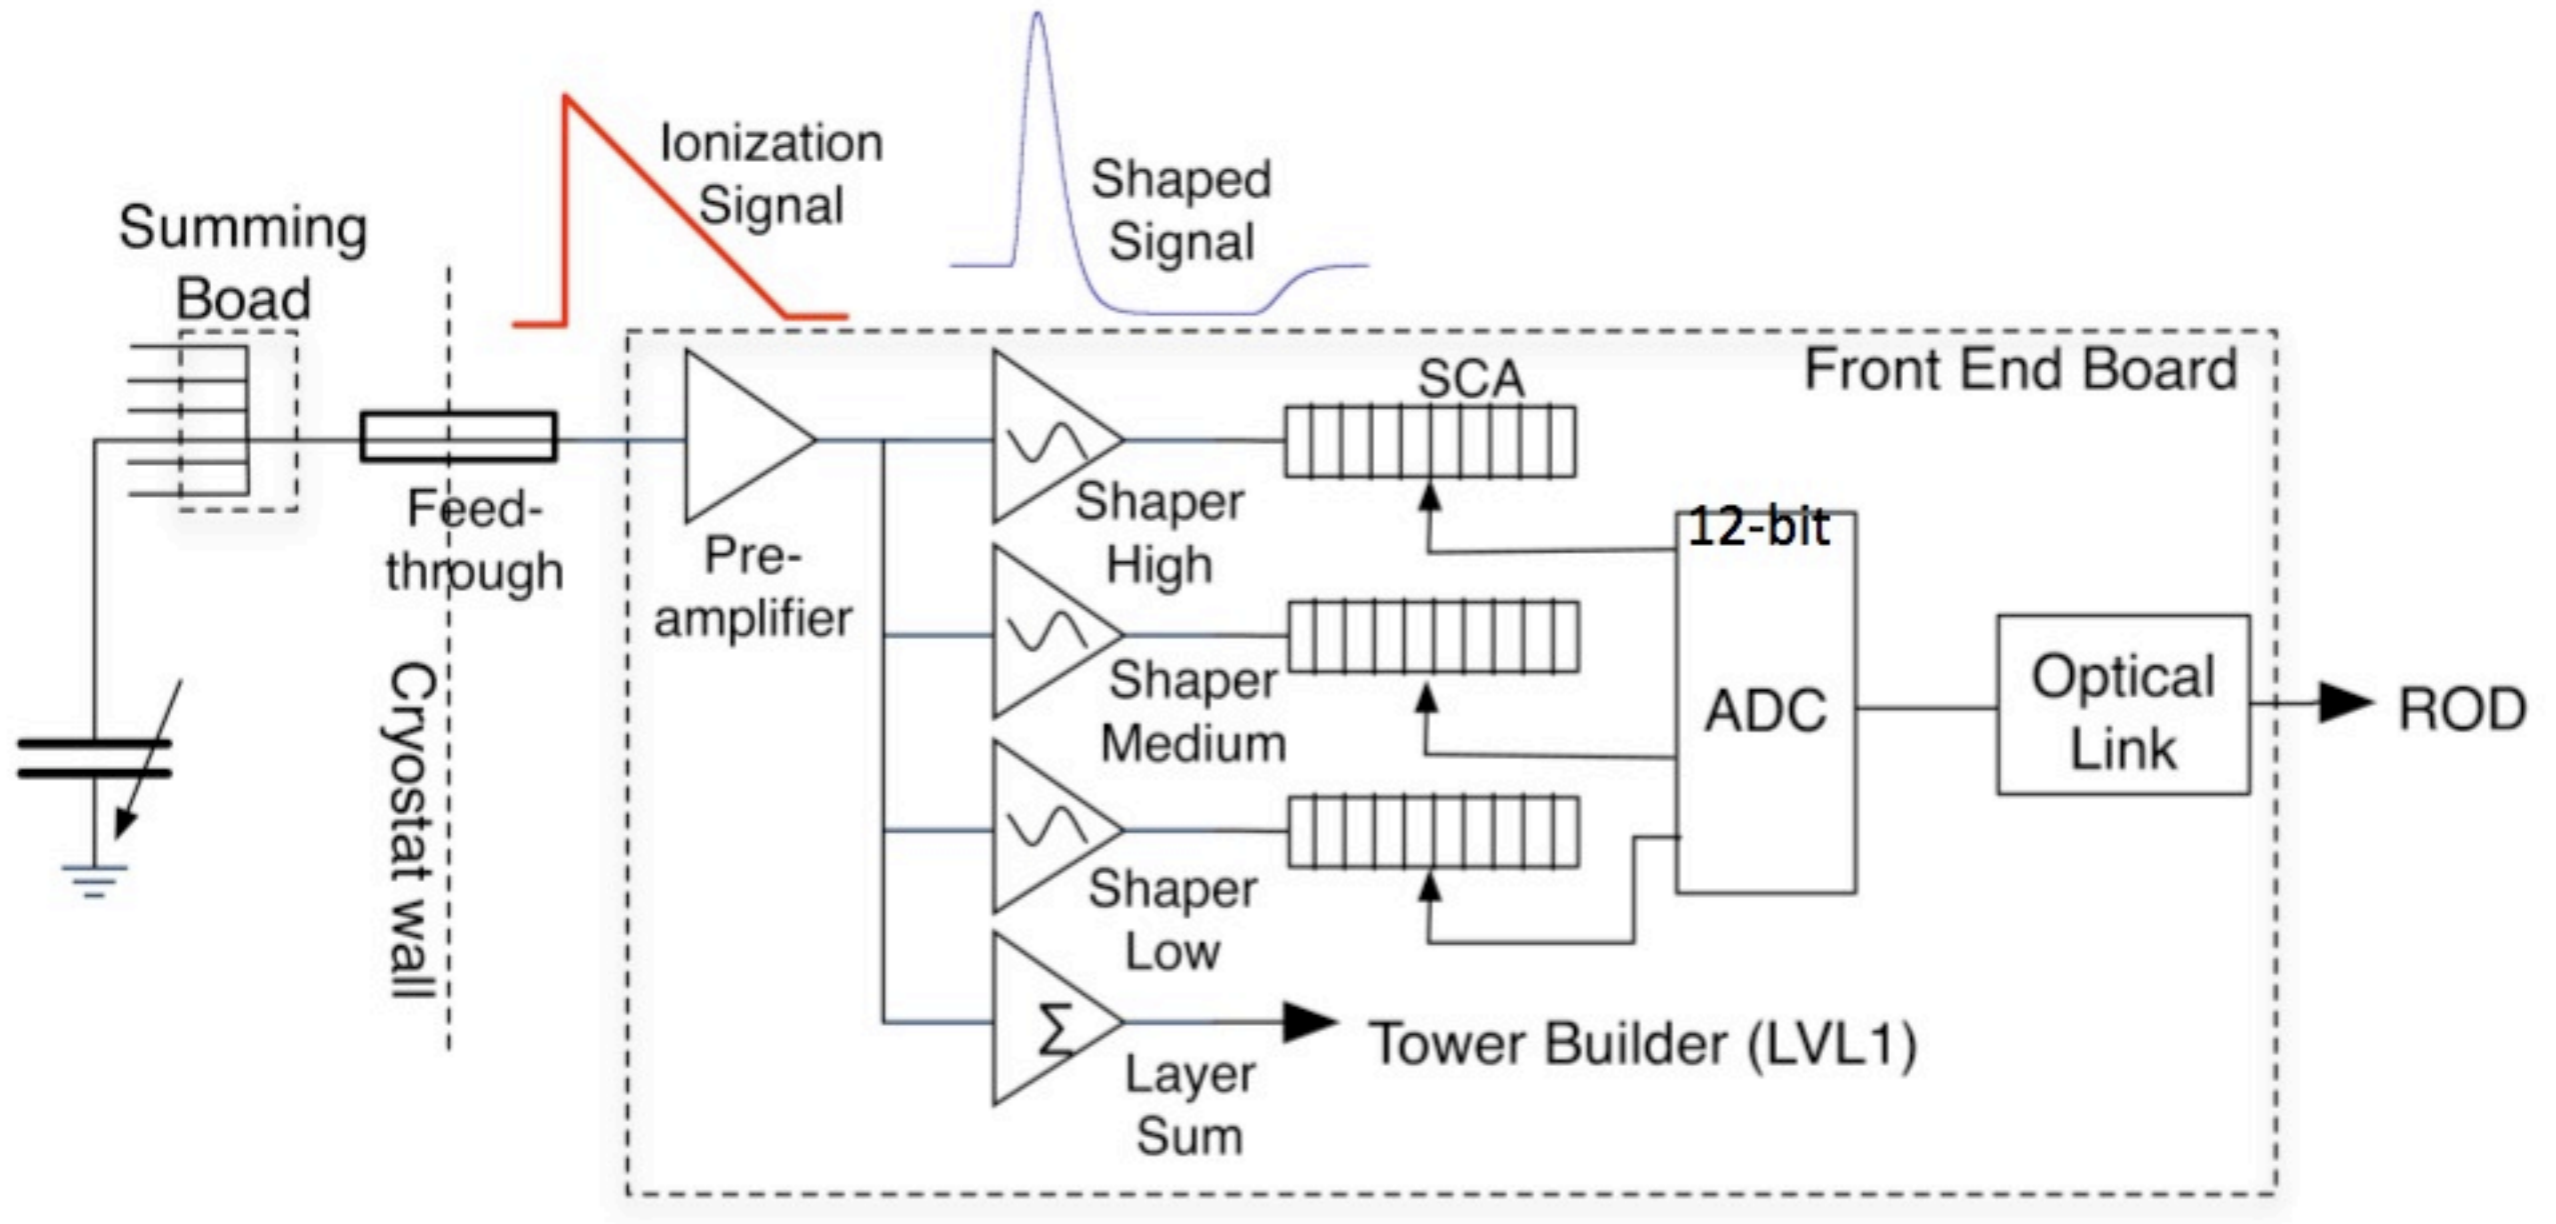 Ionization
Signal
Shaped
Signal
Summing
Boad
Feed-
through
Cryostat wall
Front End Board
Pre-
amplifier
Shaper
High
SCA
Shaper
Medium
Shaper
Low
Σ
Layer
Sum
Tower Builder (LVL1)
12-bit
ADC
Optical
Link
ROD